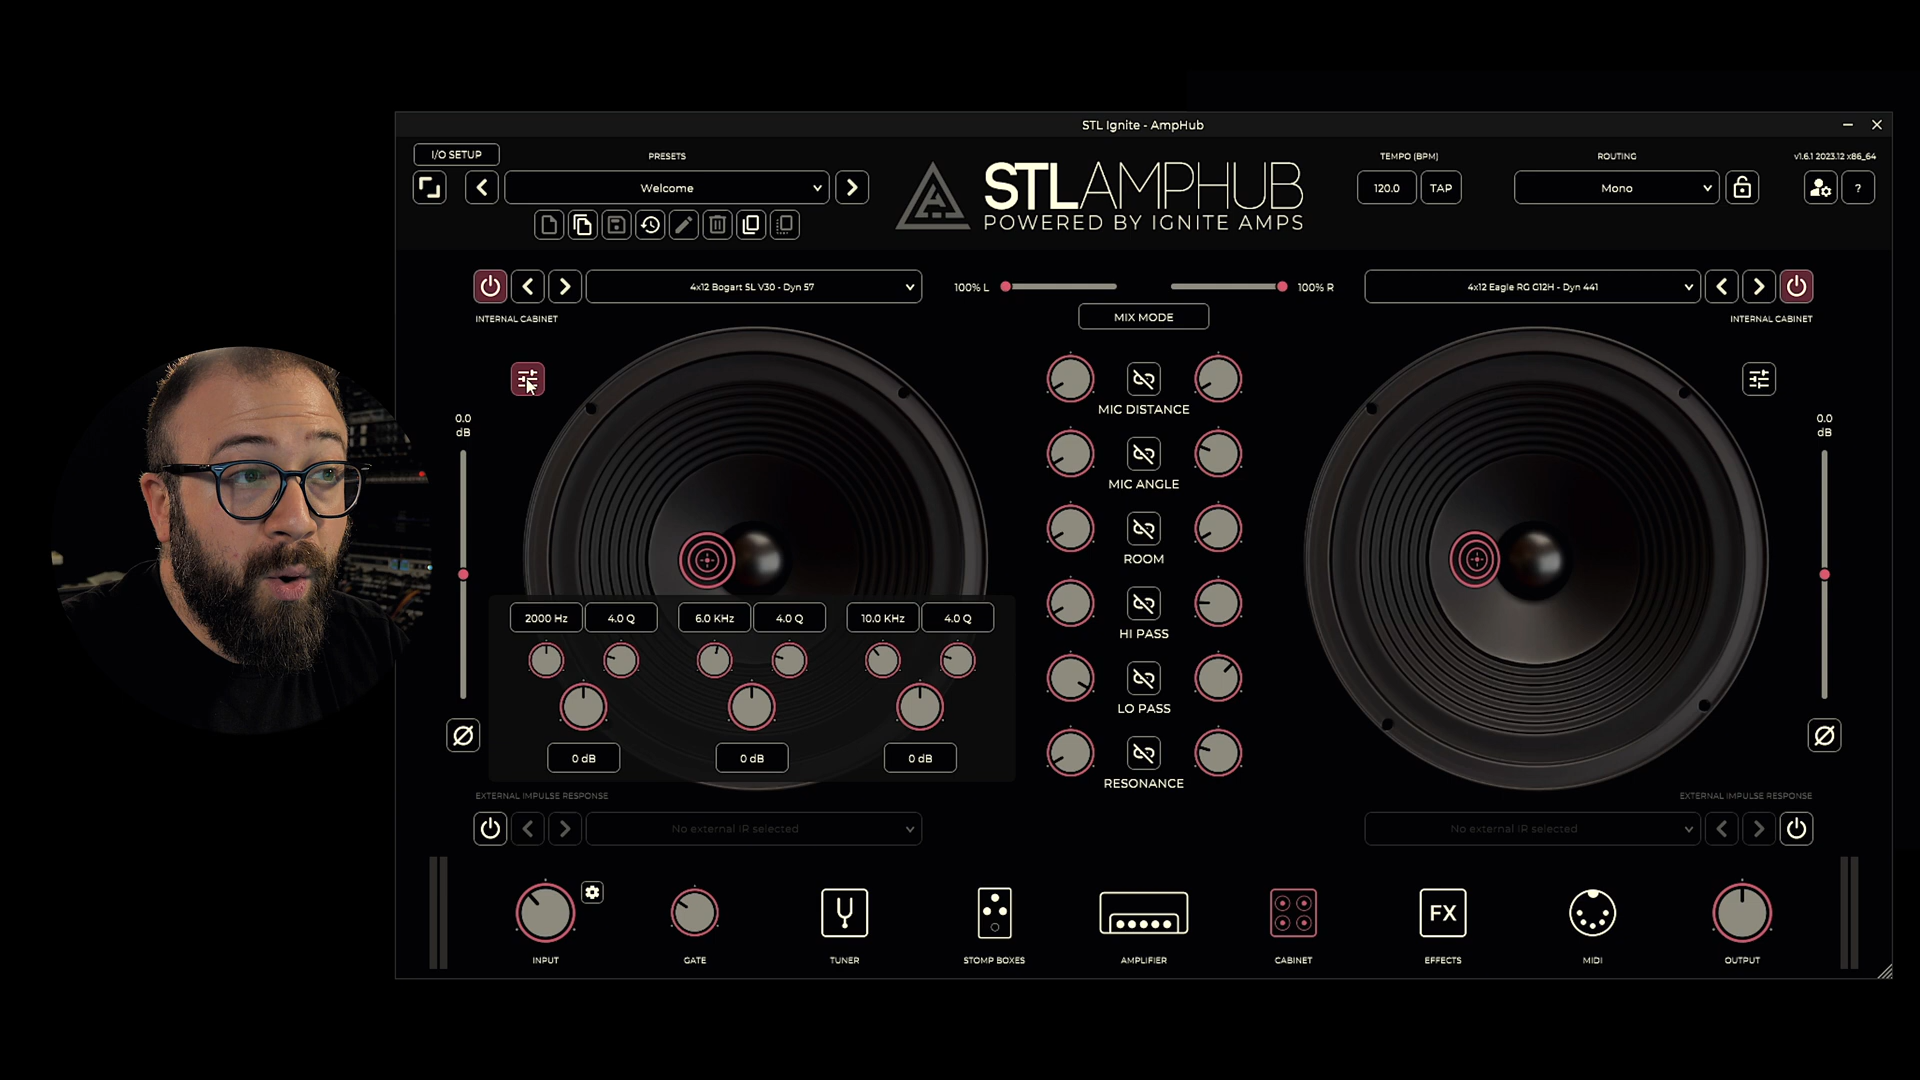 STL Ignite - AmpHub
I/O SETUP
PRESETS
Welcome
STLAMPHUB
POWERED BY IGNITE AMPS
TEMPO (BPM)
120.0
TAP
ROUTING
Mono
v1.6.1 2023.12 x86_64
?
4x12 Bogart SL V30 - Dyn 57
100% L
100% R
4x12 Eagle RG G12H - Dyn 441
INTERNAL CABINET
MIX MODE
INTERNAL CABINET
MIC DISTANCE
0.0
dB
0.0
dB
MIC ANGLE
ROOM
2000 Hz
4.0 Q
6.0 KHz
4.0 Q
10.0 KHz
4.0 Q
HI PASS
LO PASS
0 dB
0 dB
0 dB
RESONANCE
EXTERNAL IMPULSE RESPONSE
EXTERNAL IMPULSE RESPONSE
No external IR selected
No external IR selected
FX
INPUT
GATE
TUNER
STOMP BOXES
AMPLIFIER
CABINET
EFFECTS
MIDI
OUTPUT